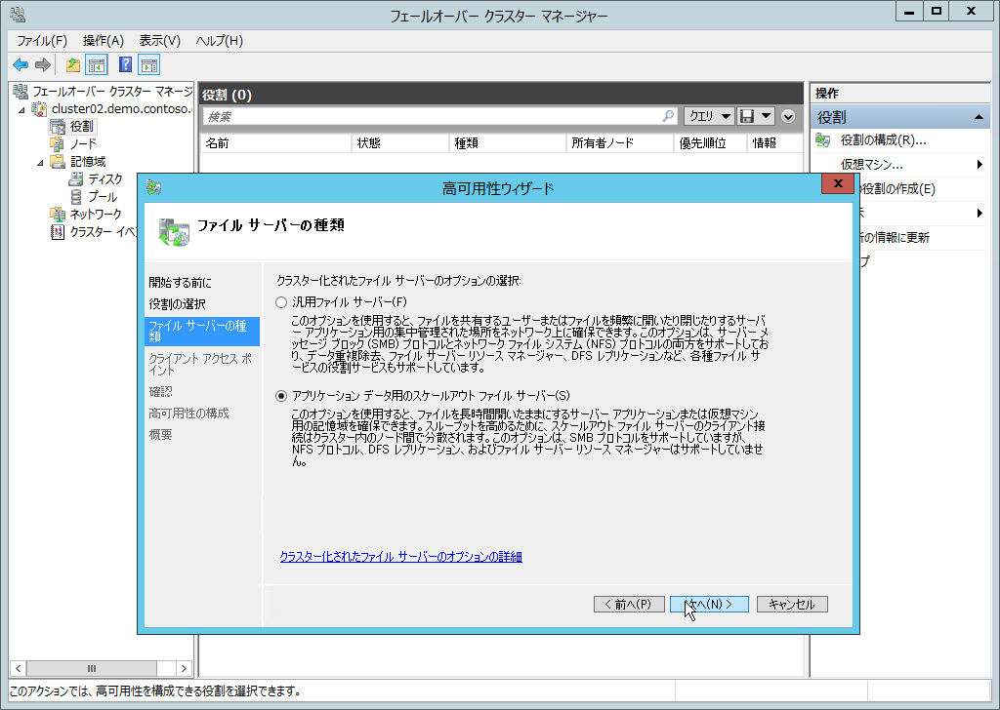 フェールオーバー クラスター マネージャー
ファイル(F) 操作(A) 表示(V) ヘルプ(H)
フェールオーバー クラスター マネージ
cluster02.demo.contoso.
役割
ノード
記憶域
ディスク
プール
ネットワーク
クラスター イベ
役割 (0)
検索
クエリ
名前 状態 種類 所有者ノード 優先順位 情報
操作
役割
役割の構成(R)...
仮想マシン...
の役割の作成(E)
の情報に更新
プ
高可用性ウィザード
ファイル サーバーの種類
開始する前に
役割の選択
ファイル サーバーの種
類
クライアント アクセス ポ
イント
確認
高可用性の構成
概要
クラスター化されたファイル サーバーのオプションの選択:
汎用ファイル サーバー(F)
このオプションを使用すると、ファイルを共有するユーザーまたはファイルを頻繁に開いたり閉じたりするサーバ
ー アプリケーション用の集中管理された場所をネットワーク上に確保できます。このオプションは、サーバー メ
ッセージ ブロック (SMB) プロトコルとネットワーク ファイル システム (NFS) プロトコルの両方をサポートしてお
り、データ重複除去、ファイル サーバー リソース マネージャー、DFS レプリケーションなど、各種ファイル サ
ービスの役割サービスもサポートしています。
アプリケーション データ用のスケールアウト ファイル サーバー(S)
このオプションを使用すると、ファイルを長時間開いたままにするサーバー アプリケーションまたは仮想マシン
用の記憶域を確保できます。スループットを高めるために、スケールアウト ファイル サーバーのクライアント接
続はクラスター内のノード間で分散されます。このオプションは、SMB プロトコルをサポートしていますが、
NFS プロトコル、DFS レプリケーション、およびファイル サーバー リソース マネージャーはサポートしていませ
ん。
クラスター化されたファイル サーバーのオプションの詳細
< 前へ(P) 次へ(N) > キャンセル
このアクションでは、高可用性を構成できる役割を選択できます。